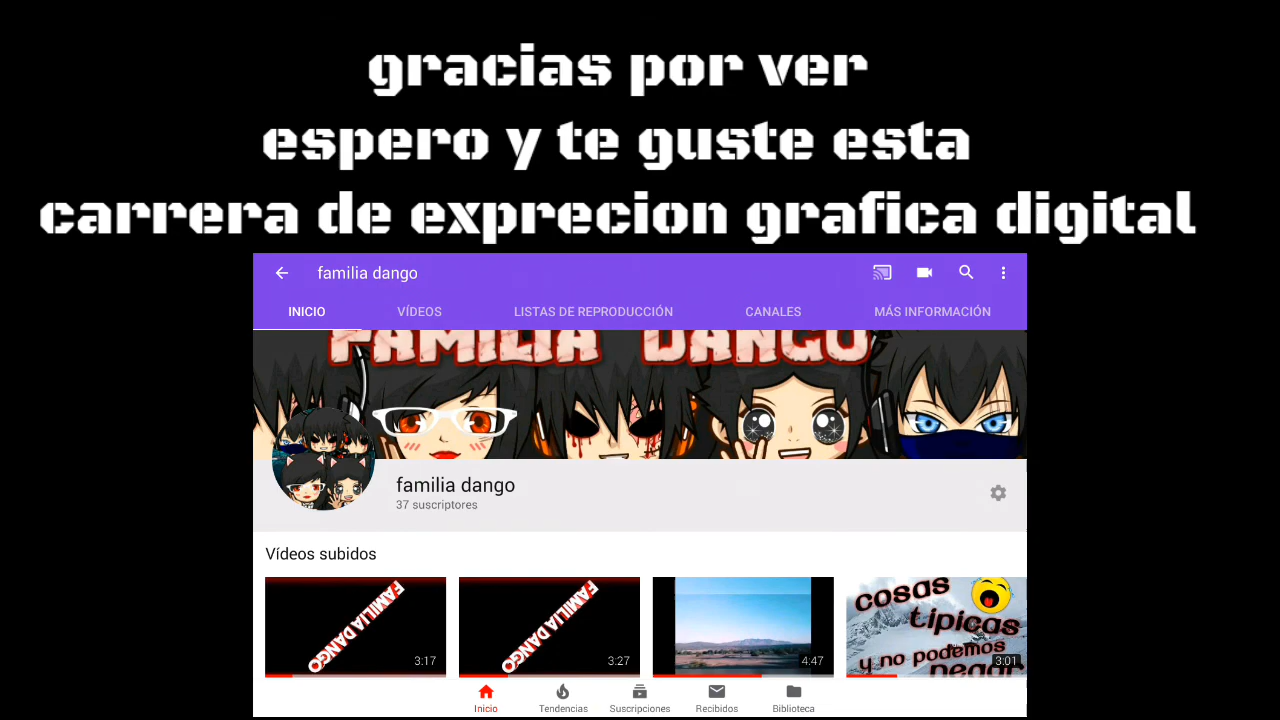 gracias por ver
espero y te guste esta
carrera de exprecion grafica digital
familia dango
INICIO VÍDEOS LISTAS DE REPRODUCCIÓN CANALES MÁS INFORMACIÓN
FAMILIA DANGO
familia dango
37 suscriptores
Vídeos subidos
FAMILIA DANGO
3:17
FAMILIA DANGO
3:27
4:47
cosas
tipicas
y no podemos
negar
3:01
Inicio Tendencias Suscripciones Recibidos Biblioteca